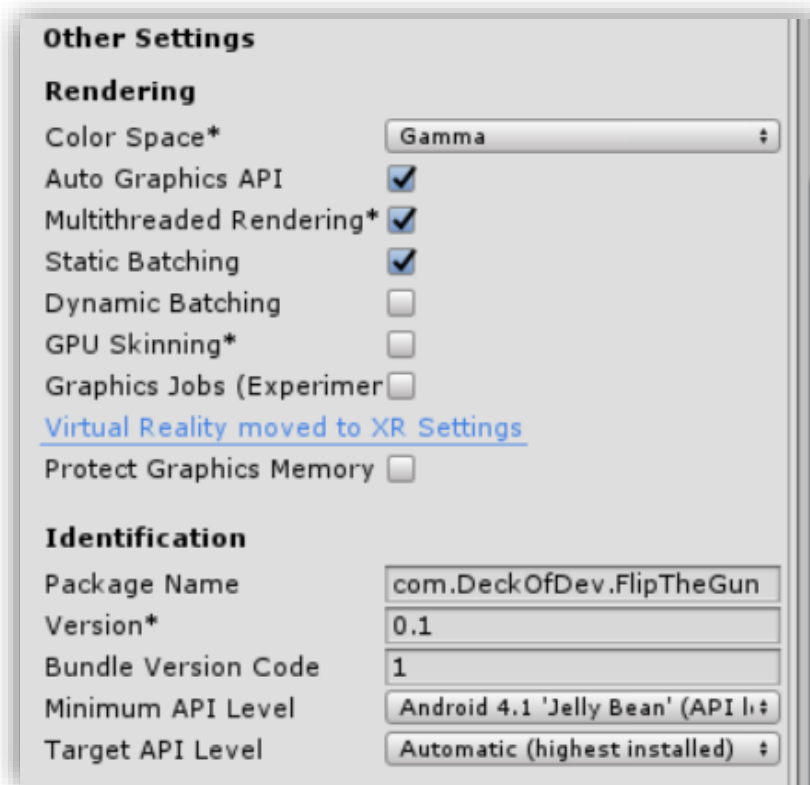 Other Settings
Rendering
Color Space* Gamma
Auto Graphics API
Multithreaded Rendering*
Static Batching
Dynamic Batching
GPU Skinning*
Graphics Jobs (Experimen
Virtual Reality moved to XR Settings
Protect Graphics Memory
Identification
Package Name com.DeckOfDev.FlipTheGun
Version* 0.1
Bundle Version Code 1
Minimum API Level Android 4.1 'Jelly Bean' (API l
Target API Level Automatic (highest installed)